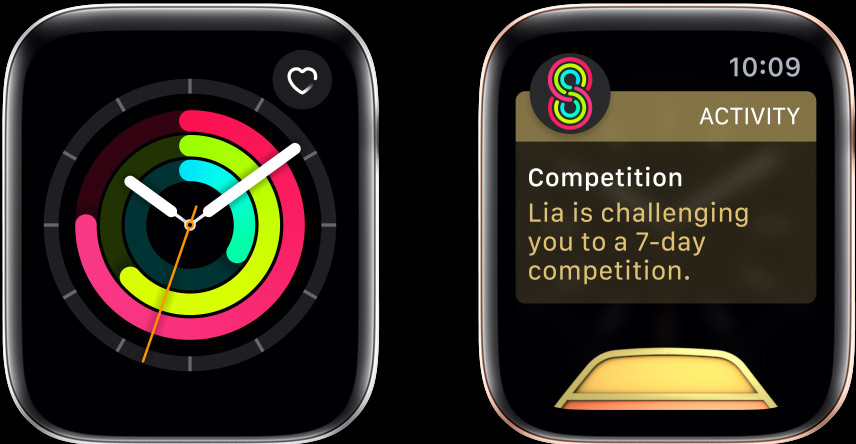 10:09
ACTIVITY
Competition
Lia is challenging
you to a 7-day
competition.